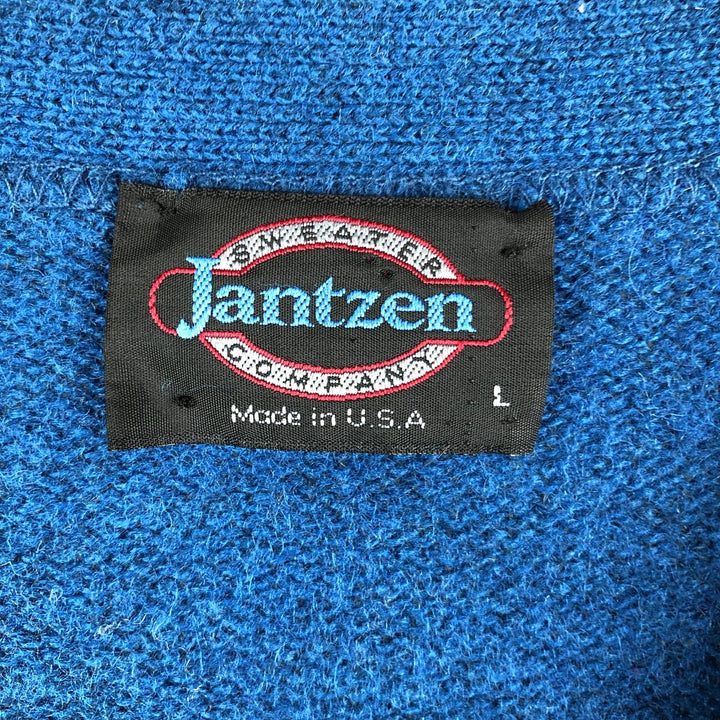 SWEATER
Jantzen
COMPANY
L
Made in U.S.A